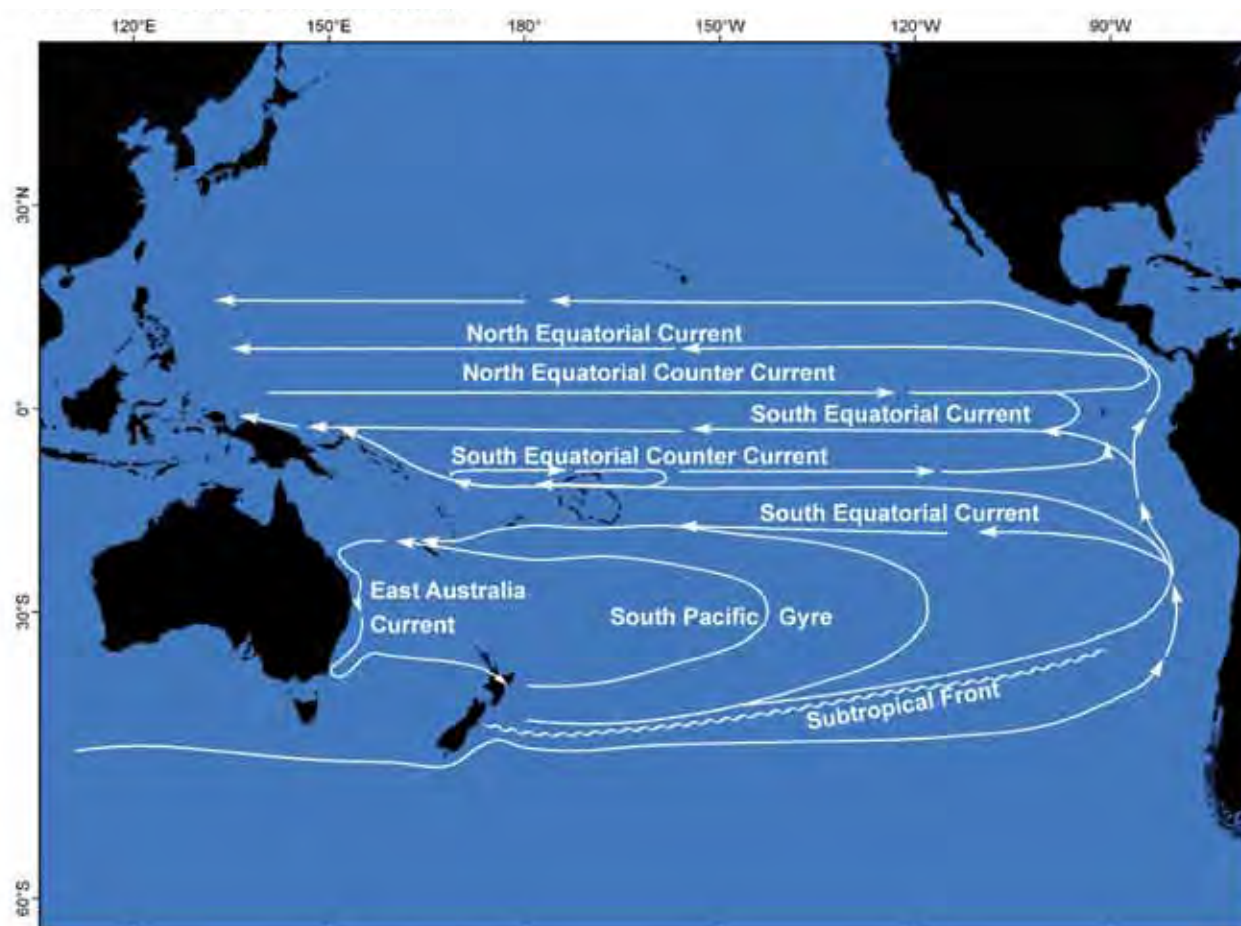 120°E 150°E 180° 150°W 90°W
30°N
North Equatorial Current
North Equatorial Counter Current
0°
South Equatorial Current
South Equatorial Counter Current
South Equatorial Current
East Australia
Current
30°S
South Pacific Gyre
Subtropical Front
60°S